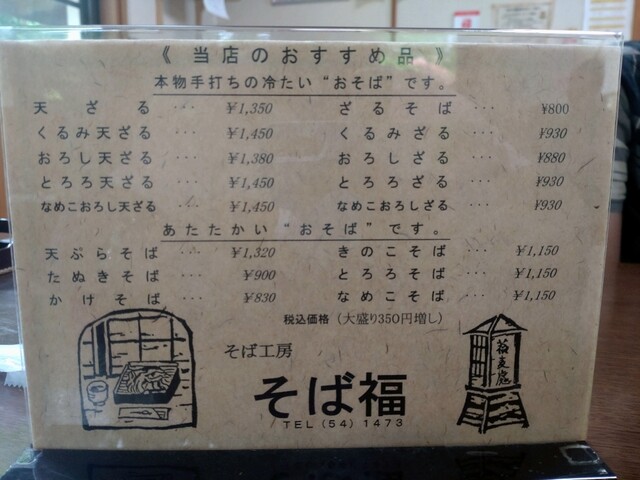 《 当店のおすすめ品 》
本物手打ちの冷たい “おそば” です。
天ざる … ¥1,350 ざるそば … ¥800
くるみ天ざる … ¥1,450 くるみざる … ¥930
おろし天ざる … ¥1,380 おろしざる … ¥880
とろろ天ざる … ¥1,450 とろろざる … ¥930
なめこおろし天ざる … ¥1,450 なめこおろしざる … ¥930
あたたかい “おそば” です。
天ぷらそば … ¥1,320 きのこそば … ¥1,150
たぬきそば … ¥900 とろろそば … ¥1,150
かけそば … ¥830 なめこそば … ¥1,150
税込価格（大盛り350円増し）
そば工房
そば福
TEL (54) 1473